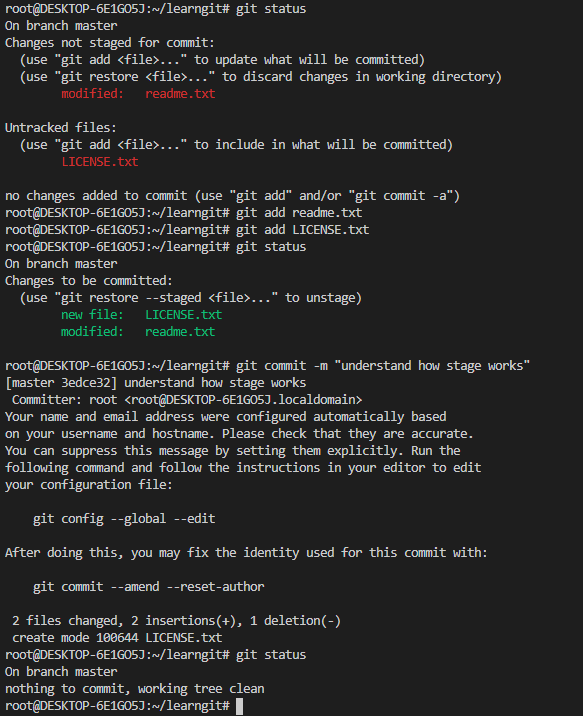 root@DESKTOP-6E1GO5J:~/learngit# git status
On branch master
Changes not staged for commit:
  (use "git add <file>..." to update what will be committed)
  (use "git restore <file>..." to discard changes in working directory)
        modified:   readme.txt

Untracked files:
  (use "git add <file>..." to include in what will be committed)
        LICENSE.txt

no changes added to commit (use "git add" and/or "git commit -a")
root@DESKTOP-6E1GO5J:~/learngit# git add readme.txt
root@DESKTOP-6E1GO5J:~/learngit# git add LICENSE.txt
root@DESKTOP-6E1GO5J:~/learngit# git status
On branch master
Changes to be committed:
  (use "git restore --staged <file>..." to unstage)
        new file:   LICENSE.txt
        modified:   readme.txt

root@DESKTOP-6E1GO5J:~/learngit# git commit -m "understand how stage works"
[master 3edce32] understand how stage works
 Committer: root <root@DESKTOP-6E1GO5J.localdomain>
Your name and email address were configured automatically based
on your username and hostname. Please check that they are accurate.
You can suppress this message by setting them explicitly. Run the
following command and follow the instructions in your editor to edit
your configuration file:

    git config --global --edit

After doing this, you may fix the identity used for this commit with:

    git commit --amend --reset-author

 2 files changed, 2 insertions(+), 1 deletion(-)
 create mode 100644 LICENSE.txt
root@DESKTOP-6E1GO5J:~/learngit# git status
On branch master
nothing to commit, working tree clean
root@DESKTOP-6E1GO5J:~/learngit#